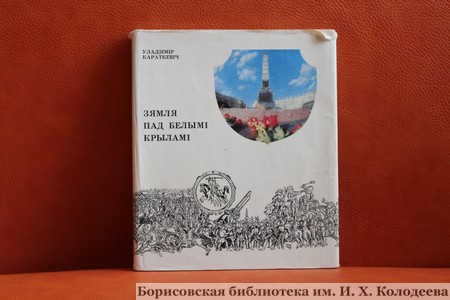 УЛАДЗІМІР
КАРАТКЕВІЧ
ЗЯМЛЯ
ПАД БЕЛЫМІ
КРЫЛАМІ
Борисовская библиотека им. И. Х. Колодеева